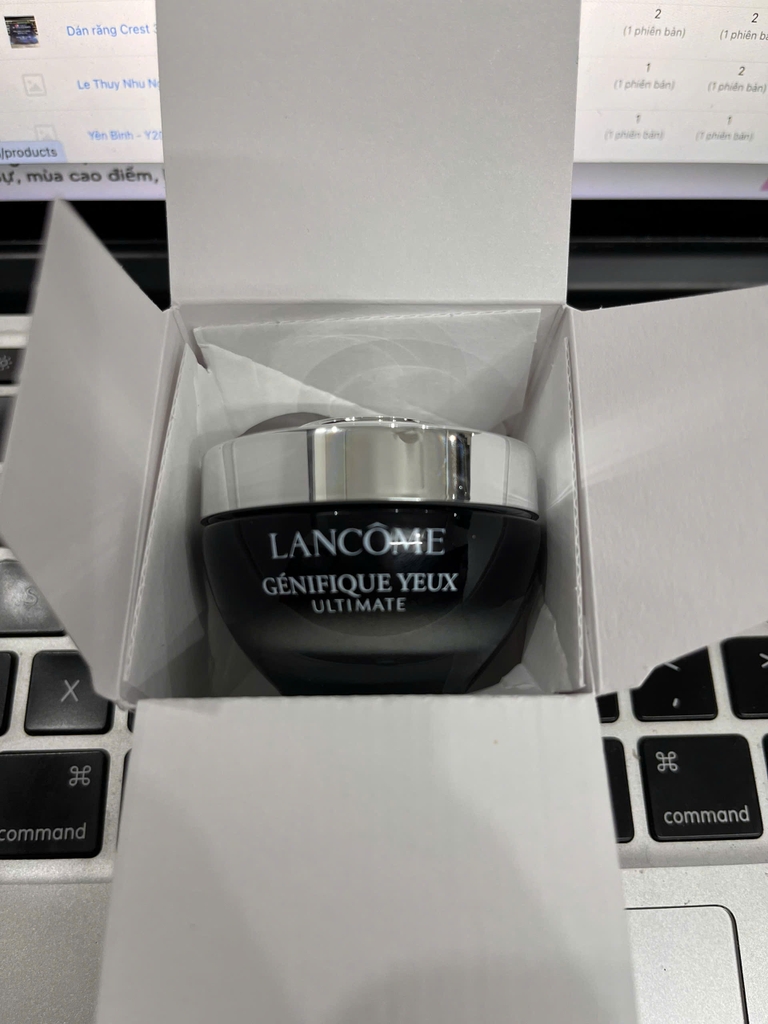 Dán răng Crest 3
2
(1 phiên bản)
2
(1 phiên bản)
Le Thuy Nhu
1
(1 phiên bản)
2
(1 phiên bản)
Yên Bình - Y20
1
(1 phiên bản)
1
(1 phiên bản)
/products
mùa cao điểm,
LANCÔME
GÉNIFIQUE YEUX
ULTIMATE
S
X
⌘
command
⌘
command